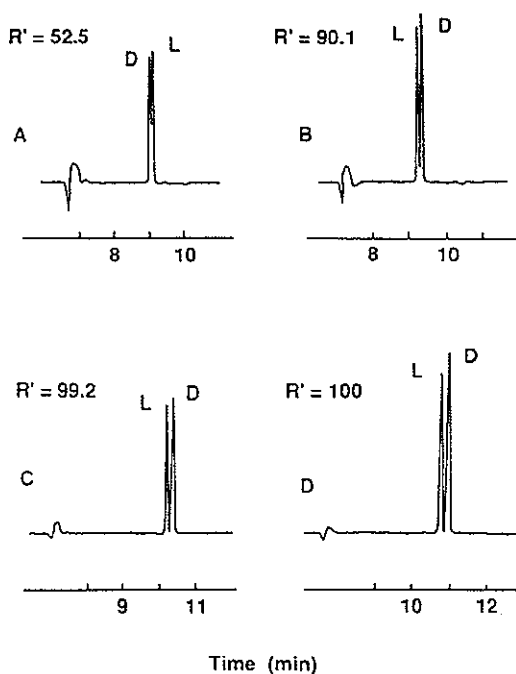 R' = 52.5
D L
A
8 10
R' = 90.1
L D
B
8 10
R' = 99.2
L D
C
9 11
R' = 100
L D
D
10 12
Time (min)